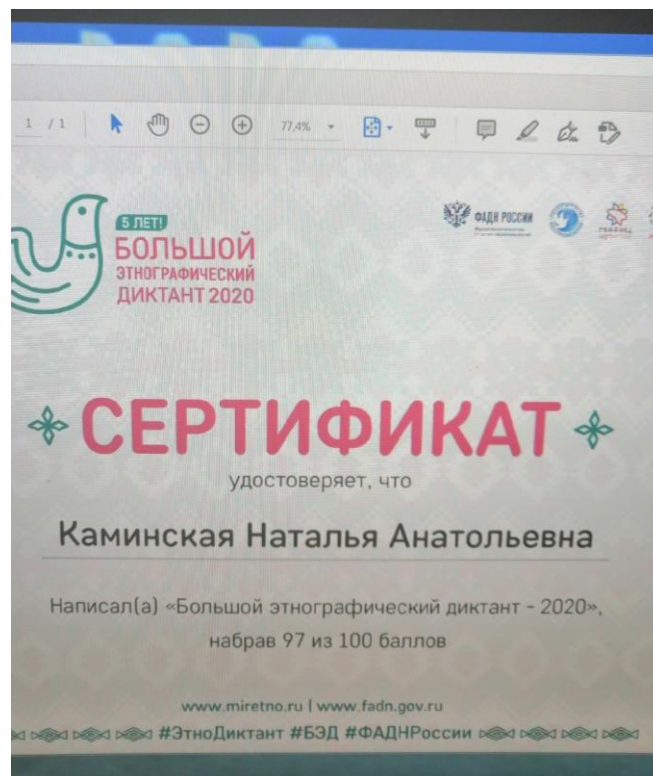 1 / 1
77,4%
5 ЛЕТ!
БОЛЬШОЙ
ЭТНОГРАФИЧЕСКИЙ
ДИКТАНТ 2020
ФАДН РОССИИ
СЕРТИФИКАТ
удостоверяет, что
Каминская Наталья Анатольевна
Написал(а) «Большой этнографический диктант - 2020»,
набрав 97 из 100 баллов
www.miretno.ru | www.fadn.gov.ru
#ЭтноДиктант #БЭД #ФАДНРоссии